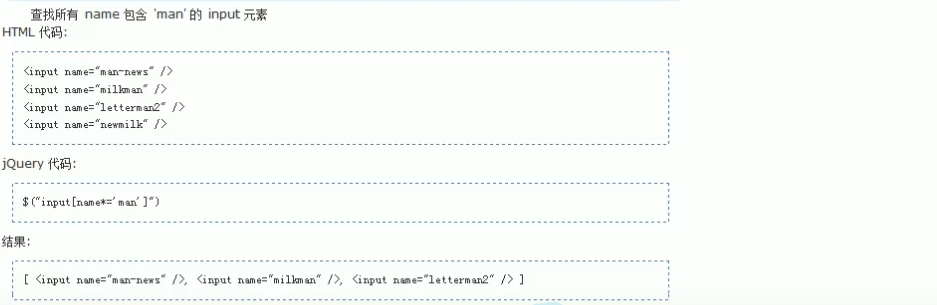 查找所有 name 包含 'man' 的 input 元素
HTML 代码:
<input name="man-news" />
<input name="milkman" />
<input name="letterman2" />
<input name="newmilk" />
jQuery 代码:
$("input[name*='man']")
结果:
[ <input name="man-news" />, <input name="milkman" />, <input name="letterman2" /> ]